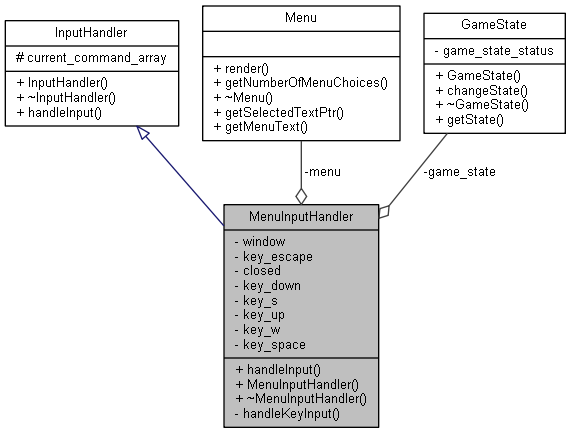 InputHandler
# current_command_array
+ InputHandler()
+ ~InputHandler()
+ handleInput()
Menu
+ render()
+ getNumberOfMenuChoices()
+ ~Menu()
+ getSelectedTextPtr()
+ getMenuText()
GameState
- game_state_status
+ GameState()
+ changeState()
+ ~GameState()
+ getState()
-menu
-game_state
MenuInputHandler
- window
- key_escape
- closed
- key_down
- key_s
- key_up
- key_w
- key_space
+ handleInput()
+ MenuInputHandler()
+ ~MenuInputHandler()
- handleKeyInput()